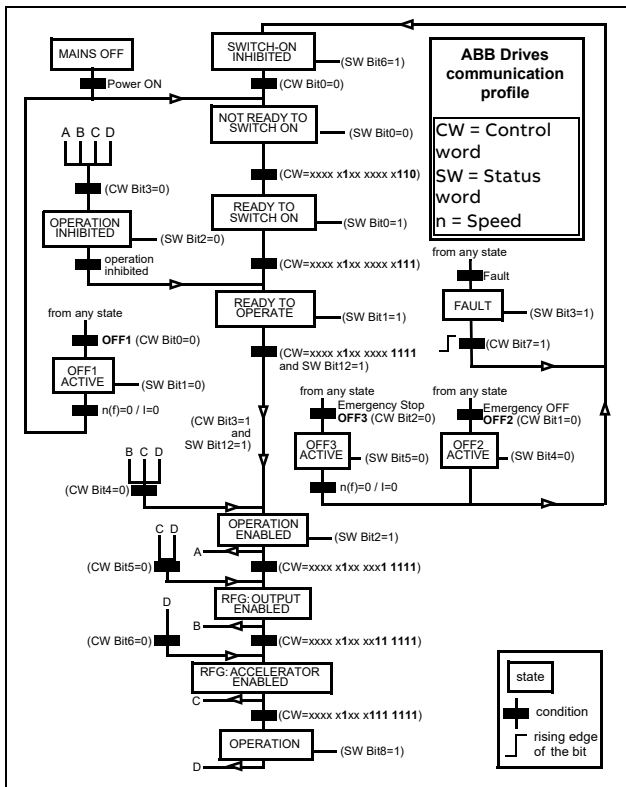 MAINS OFF
Power ON
SWITCH-ON
INHIBITED
(SW Bit6=1)
(CW Bit0=0)
NOT READY TO
SWITCH ON
(SW Bit0=0)
A B C D
(CW Bit3=0)
OPERATION
INHIBITED
(SW Bit2=0)
operation
inhibited
(CW=xxxx x1xx xxxx x110)
READY TO
SWITCH ON
(SW Bit0=1)
(CW=xxxx x1xx xxxx x111)
READY TO
OPERATE
(SW Bit1=1)
(CW=xxxx x1xx xxxx 1111
and SW Bit12=1)
ABB Drives
communication
profile
CW = Control
word
SW = Status
word
n = Speed
from any state
Fault
FAULT
(SW Bit3=1)
(CW Bit7=1)
from any state
OFF1 (CW Bit0=0)
OFF1
ACTIVE
(SW Bit1=0)
n(f)=0 / I=0
(CW Bit3=1
and
SW Bit12=1)
from any state
Emergency Stop
OFF3 (CW Bit2=0)
OFF3
ACTIVE
(SW Bit5=0)
n(f)=0 / I=0
from any state
Emergency OFF
OFF2 (CW Bit1=0)
OFF2
ACTIVE
(SW Bit4=0)
B C D
(CW Bit4=0)
OPERATION
ENABLED
(SW Bit2=1)
A
C D
(CW Bit5=0)
(CW=xxxx x1xx xxx1 1111)
RFG: OUTPUT
ENABLED
B
D
(CW Bit6=0)
(CW=xxxx x1xx xx11 1111)
RFG: ACCELERATOR
ENABLED
C
(CW=xxxx x1xx x111 1111)
OPERATION
(SW Bit8=1)
D
state
condition
rising edge
of the bit